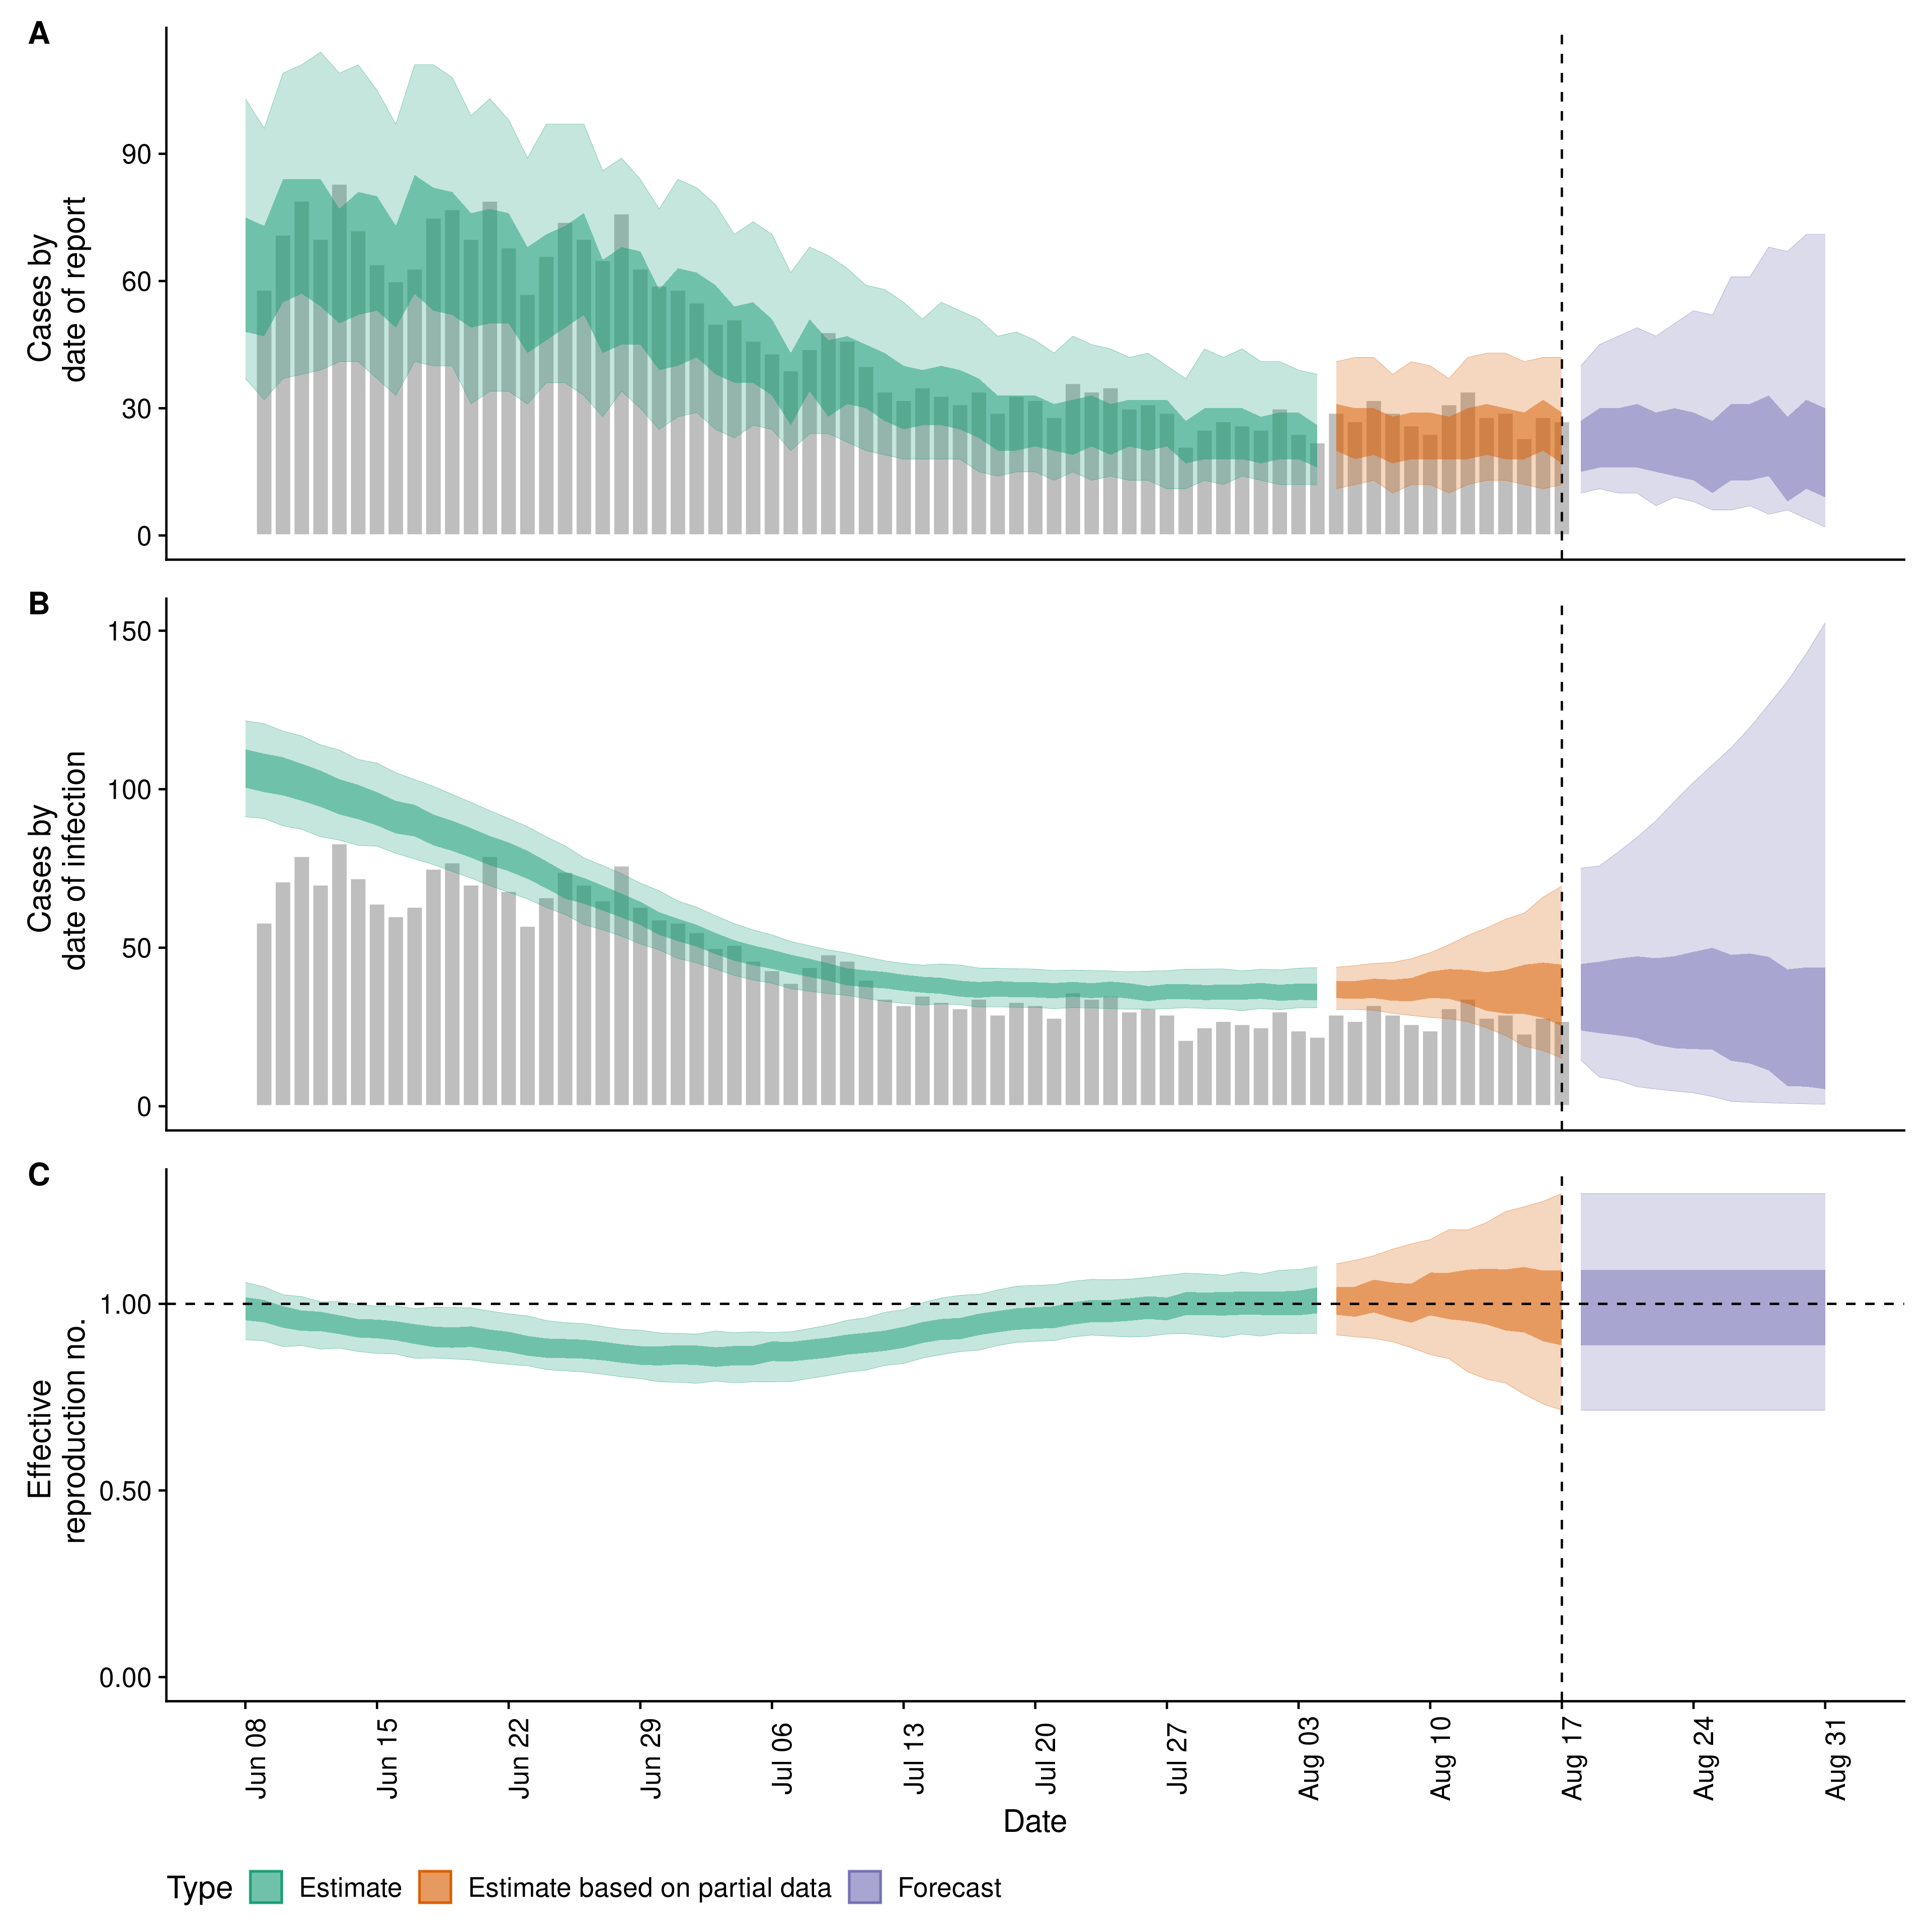 A
90
60
30
0
Cases by
date of report
B
150
100
50
0
Cases by
date of infection
C
1.00
0.50
0.00
Effective
reproduction no.
Jun 08
Jun 15
Jun 22
Jun 29
Jul 06
Jul 13
Jul 20
Jul 27
Aug 03
Aug 10
Aug 17
Aug 24
Aug 31
Date
Type Estimate Estimate based on partial data Forecast